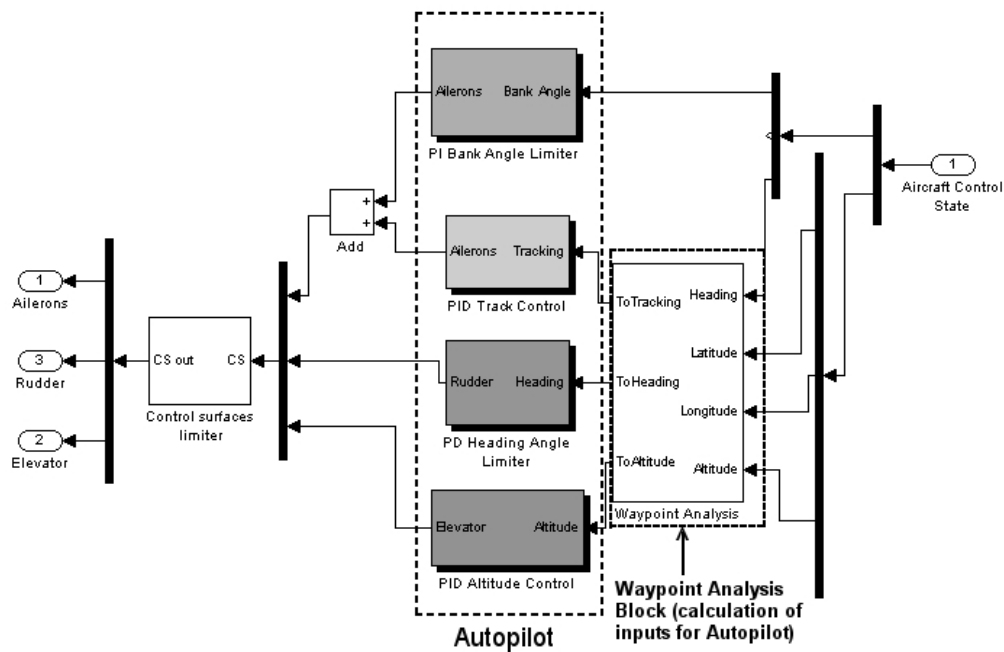 Ailerons
Bank Angle
PI Bank Angle Limiter
1
Aircraft Control
State
+
+
Add
Ailerons
Tracking
PID Track Control
ToTracking
Heading
Latitude
ToHeading
Longitude
ToAltitude
Altitude
Waypoint Analysis
1
Ailerons
3
Rudder
2
Elevator
CS out
CS
Control surfaces
limiter
Rudder
Heading
PD Heading Angle
Limiter
Elevator
Altitude
PID Altitude Control
Waypoint Analysis
Block (calculation of
inputs for Autopilot)
Autopilot